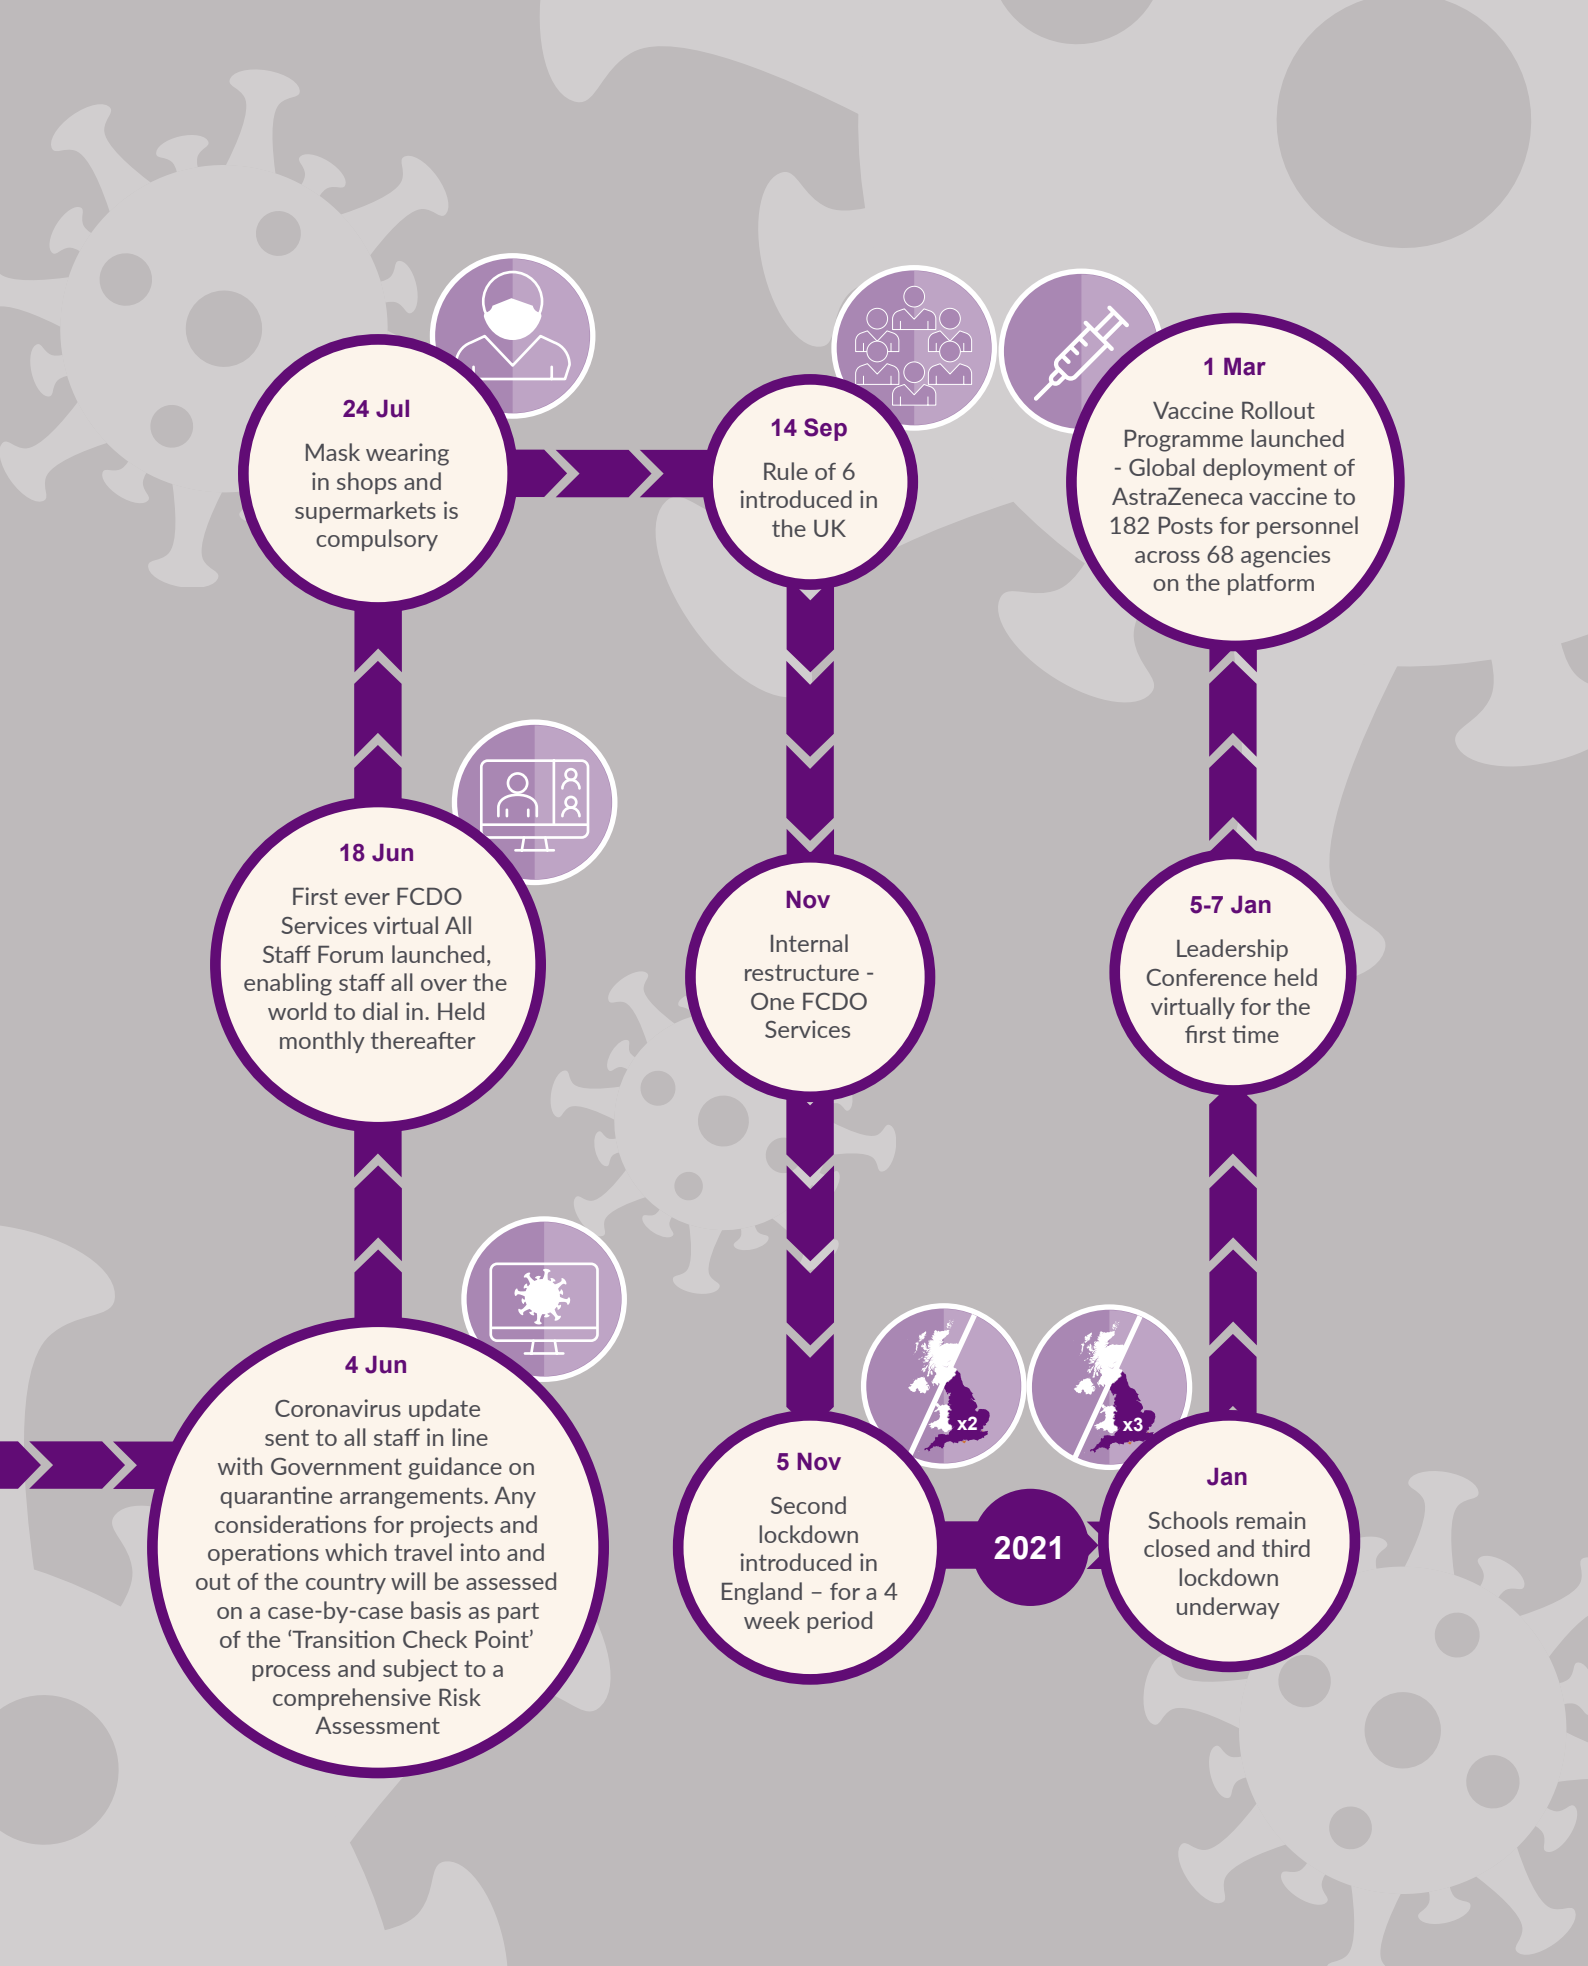 4 Jun
Coronavirus update
sent to all staff in line
with Government guidance on
quarantine arrangements. Any
considerations for projects and
operations which travel into and
out of the country will be assessed
on a case-by-case basis as part
of the ‘Transition Check Point’
process and subject to a
comprehensive Risk
Assessment
18 Jun
First ever FCDO
Services virtual All
Staff Forum launched,
enabling staff all over the
world to dial in. Held
monthly thereafter
24 Jul
Mask wearing
in shops and
supermarkets is
compulsory
14 Sep
Rule of 6
introduced in
the UK
Nov
Internal
restructure -
One FCDO
Services
5 Nov
Second
lockdown
introduced in
England – for a 4
week period
x2
2021
x3
Jan
Schools remain
closed and third
lockdown
underway
5-7 Jan
Leadership
Conference held
virtually for the
first time
1 Mar
Vaccine Rollout
Programme launched
- Global deployment of
AstraZeneca vaccine to
182 Posts for personnel
across 68 agencies
on the platform